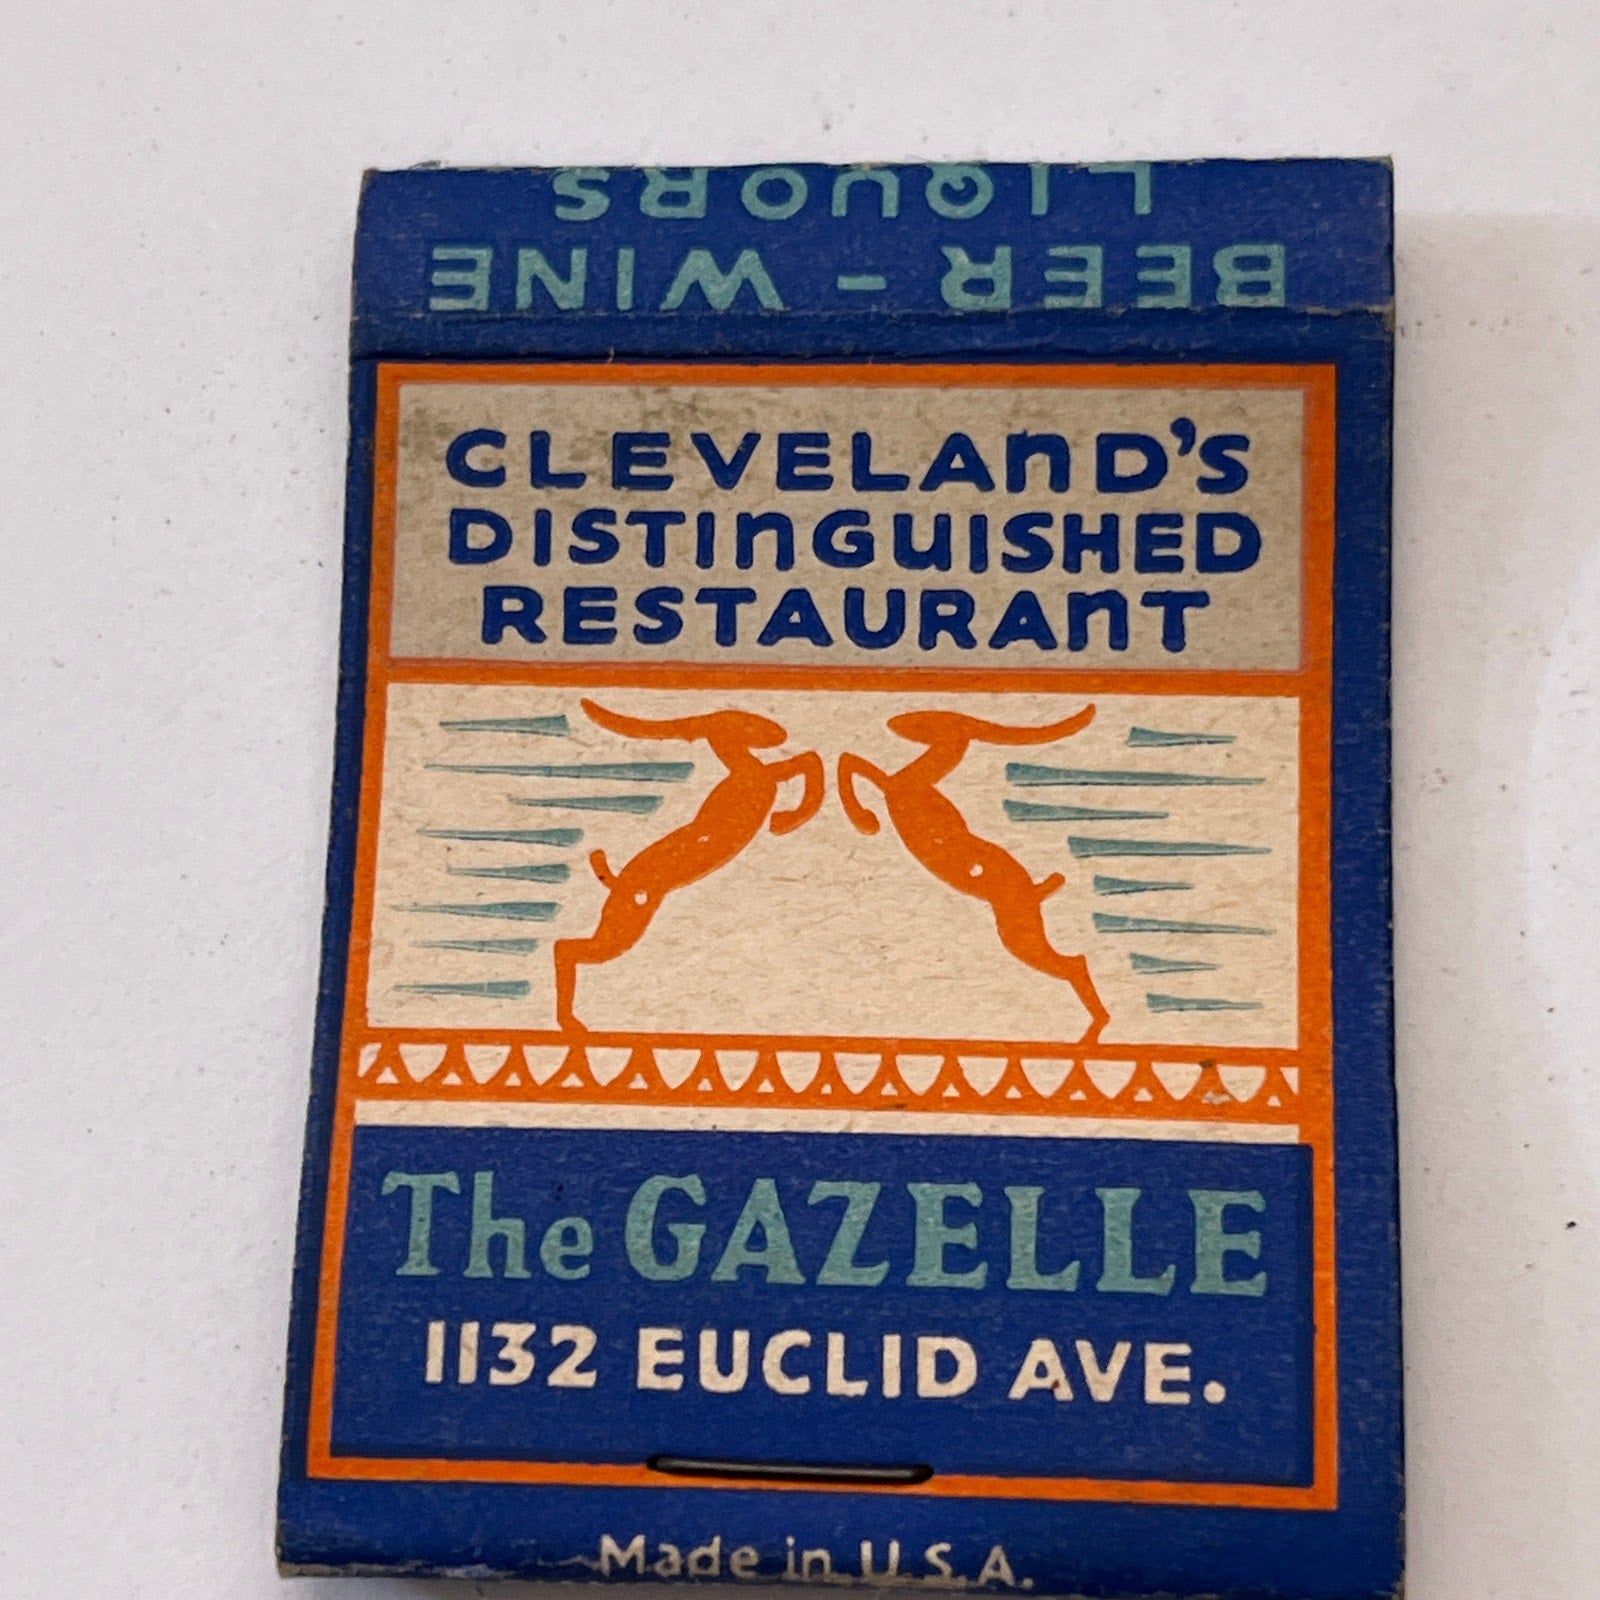 LIQUORS
BEER - WINE
CLEVELAnD'S
DISTInGuISHED
RESTAURAnT
The GAZELLE
1132 EUCLID AVE.
Made in U.S.A.